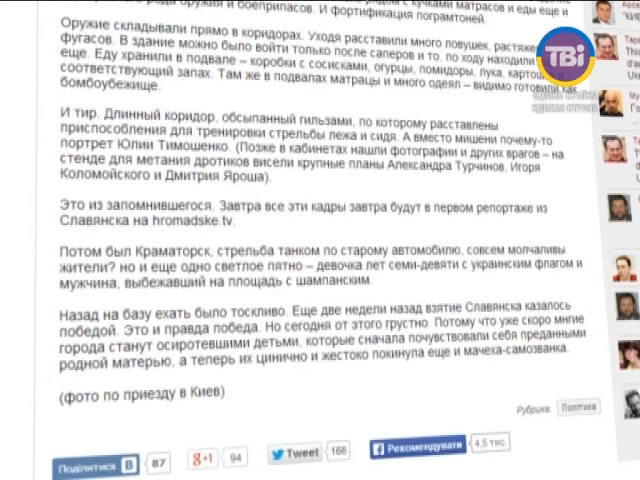 рода оружия и боеприпасов. И фортификация пограмтоней.
Оружие складывали прямо в коридорах. Уходя расставили много ловушек, растяжек
фугасов. В здание можно было войти только после саперов и то, по ходу находили
еще. Еду хранили в подвале – коробки с сосисками, огурцы, помидоры, лука,
соответствующий запах. Там же в подвалах матрацы и много одеял – видимо готовили как
бомбоубежище.
И тир. Длинный коридор, обсыпанный гильзами, по которому расставлены
приспособления для тренировки стрельбы лежа и сидя. А вместо мишени почему-то
портрет Юлии Тимошенко. (Позже в кабинетах нашли фотографии и других врагов – на
стенде для метания дротиков висели крупные планы Александра Турчинов, Игоря
Коломойского и Дмитрия Яроша).
Это из запомнившегося. Завтра все эти кадры завтра будут в первом репортаже из
Славянска на hromadske.tv.
Потом был Краматорск, стрельба танком по старому автомобилю, совсем молчаливы
жители? но и еще одно светлое пятно – девочка лет семи-девяти с украинским флагом и
мужчина, выбежавший на площадь с шампанским.
Назад на базу ехать было тоскливо. Еще две недели назад взятие Славянска казалось
победой. Это и правда победа. Но сегодня от этого грустно. Потому что уже скоро мнгие
города станут осиротевшими детьми, которые сначала почувствовали себя преданными
родной матерью, а теперь их цинично и жестоко покинула еще и мачеха-самозванка.
(фото по приезду в Киев)
Рубрика: Політика
Поділитися B 87 g+1 94 Tweet 166 Рекомендувати 4,5 тис.
ТВі